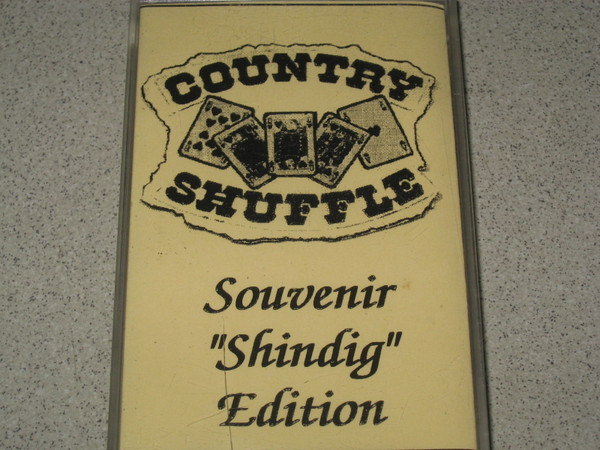 COUNTRY
SHUFFLE
Souvenir
"Shindig"
Edition